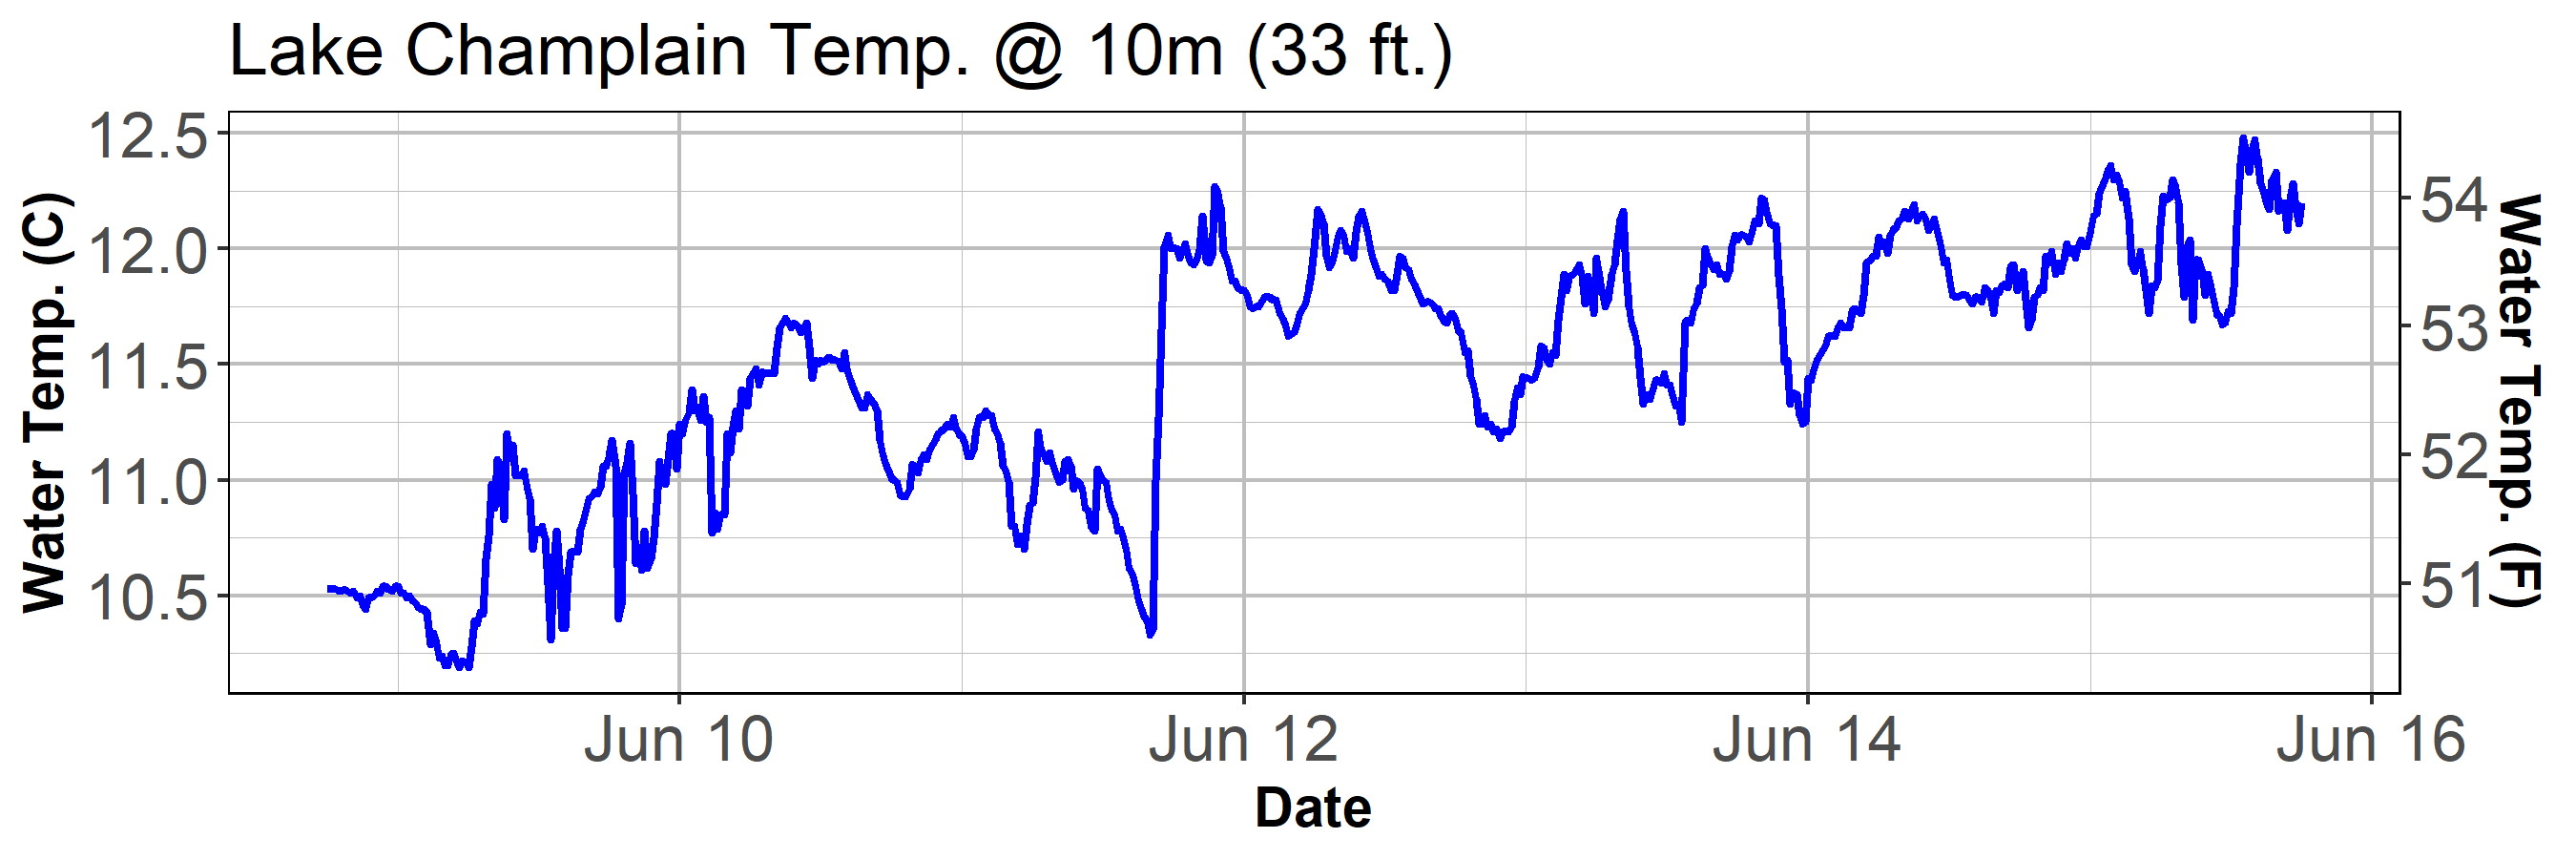 Lake Champlain Temp. @ 10m (33 ft.)
Water Temp. (C)
12.5
12.0
11.5
11.0
10.5
54
53
52
51
Water Temp. (F)
Jun 10 Jun 12 Jun 14 Jun 16
Date